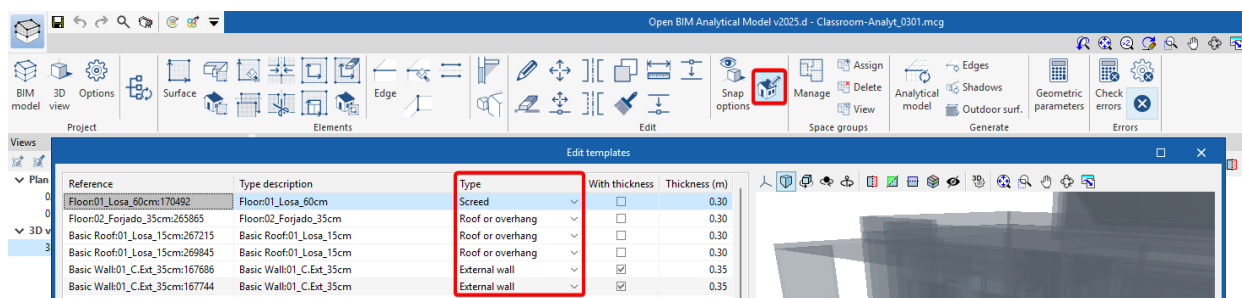 Open BIM Analytical Model v2025.d - Classroom-Analyt_0301.mcg
BIM model
3D view
Options
Surface
Edge
Snap options
Manage
Assign
Delete
View
Analytical model
Edges
Shadows
Outdoor surf.
Geometric parameters
Check errors
Project
Elements
Edit
Space groups
Generate
Errors
Views
Edit templates
Plan
3D v
Reference Type description Type With thickness Thickness (m)
Floor:01_Losa_60cm:170492 Floor:01_Losa_60cm Screed 0.30
Floor:02_Forjado_35cm:265865 Floor:02_Forjado_35cm Roof or overhang 0.30
Basic Roof:01_Losa_15cm:267215 Basic Roof:01_Losa_15cm Roof or overhang 0.30
Basic Roof:01_Losa_15cm:269845 Basic Roof:01_Losa_15cm Roof or overhang 0.30
Basic Wall:01_C.Ext_35cm:167686 Basic Wall:01_C.Ext_35cm External wall 0.35
Basic Wall:01_C.Ext_35cm:167744 Basic Wall:01_C.Ext_35cm External wall 0.35